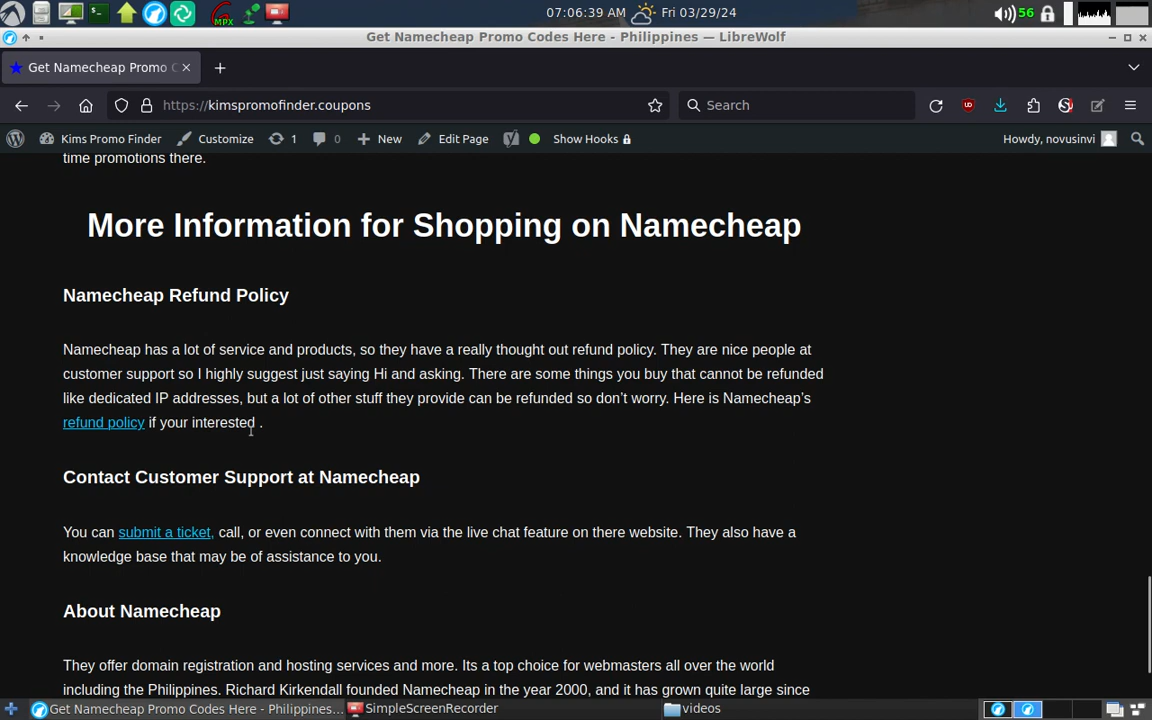 07:06:39 AM Fri 03/29/24 56
Get Namecheap Promo Codes Here - Philippines — LibreWolf
Get Namecheap Promo C
https://kimspromofinder.coupons Search
Kims Promo Finder Customize 1 0 New Edit Page Show Hooks Howdy, novusinvi
time promotions there.
More Information for Shopping on Namecheap
Namecheap Refund Policy
Namecheap has a lot of service and products, so they have a really thought out refund policy. They are nice people at
customer support so I highly suggest just saying Hi and asking. There are some things you buy that cannot be refunded
like dedicated IP addresses, but a lot of other stuff they provide can be refunded so don't worry. Here is Namecheap's
refund policy if your interested .
Contact Customer Support at Namecheap
You can submit a ticket, call, or even connect with them via the live chat feature on there website. They also have a
knowledge base that may be of assistance to you.
About Namecheap
They offer domain registration and hosting services and more. Its a top choice for webmasters all over the world
including the Philippines. Richard Kirkendall founded Namecheap in the year 2000, and it has grown quite large since
Get Namecheap Promo Codes Here - Philippines... SimpleScreenRecorder videos